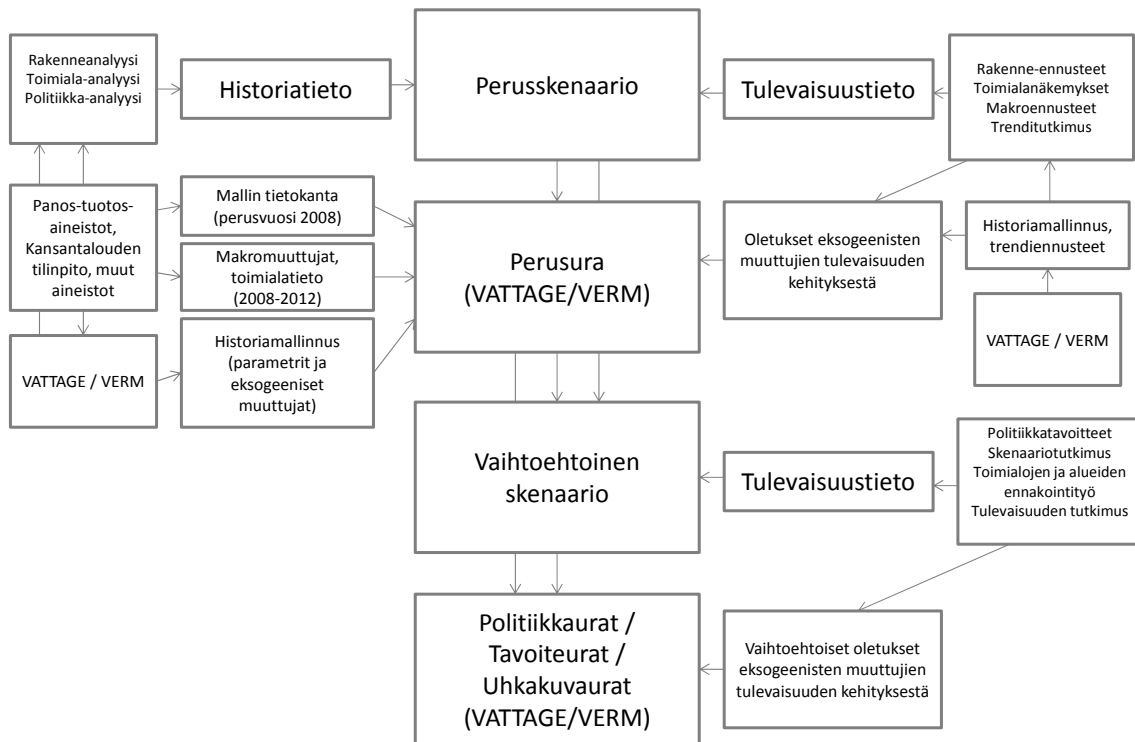 Rakenneanalyysi
Toimiala-analyysi
Politiikka-analyysi
Historiatieto
Perusskenaario
Tulevaisuustieto
Rakenne-ennusteet
Toimialanäkemykset
Makroennusteet
Trenditutkimus
Panos-tuotos-
aineistot,
Kansantalouden
tilinpito, muut
aineistot
Mallin tietokanta
(perusvuosi 2008)
Makromuuttujat,
toimialatieto
(2008-2012)
Perusura
(VATTAGE/VERM)
Oletukset eksogeenisten
muuttujien tulevaisuuden
kehityksestä
Historiamallinnus,
trendiennusteet
VATTAGE / VERM
Historiamallinnus
(parametrit ja
eksogeeniset
muuttujat)
VATTAGE / VERM
Vaihtoehtoinen
skenaario
Tulevaisuustieto
Politiikkatavoitteet
Skenaariotutkimus
Toimialojen ja alueiden
ennakointityö
Tulevaisuuden tutkimus
Politiikkaurat /
Tavoiteurat /
Uhkakuvaurat
(VATTAGE/VERM)
Vaihtoehtoiset oletukset
eksogeenisten muuttujien
tulevaisuuden kehityksestä